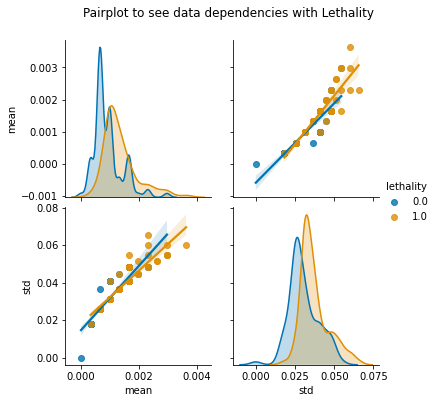 Pairplot to see data dependencies with Lethality
0.003
0.002
0.001
0.000
−0.001
mean
lethality
0.0
1.0
0.08
0.06
0.04
0.02
0.00
std
0.000 0.002 0.004
mean
0.000 0.025 0.050 0.075
std